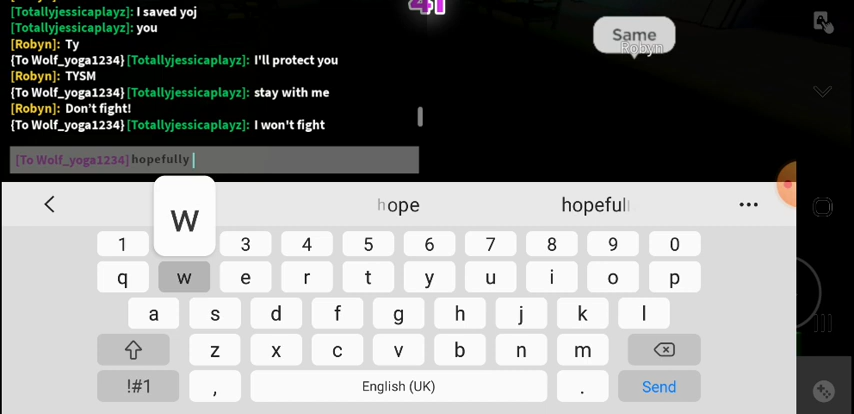 [Totallyjessicaplayz]: I saved yoj
[Totallyjessicaplayz]: you
[Robyn]: Ty
{To Wolf_yoga1234} [Totallyjessicaplayz]: I'll protect you
[Robyn]: TYSM
{To Wolf_yoga1234} [Totallyjessicaplayz]: stay with me
[Robyn]: Don't fight!
{To Wolf_yoga1234} [Totallyjessicaplayz]: I won't fight
[To Wolf_yoga1234] hopefully
41
Same
Robyn
hope hopeful
w
1 3 4 5 6 7 8 9 0
q w e r t y u i o p
a s d f g h j k l
z x c v b n m
!#1 , English (UK) . Send